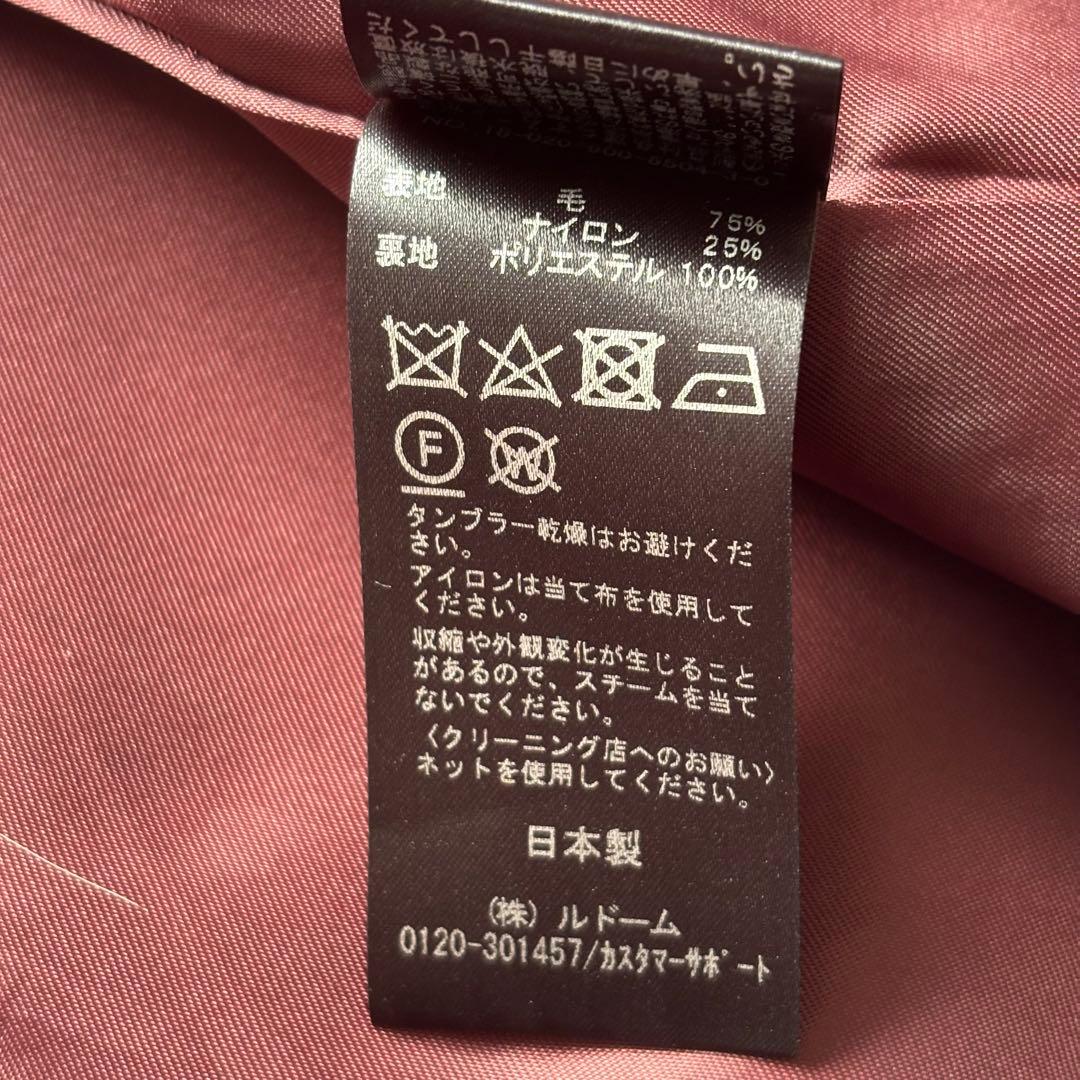 表地 毛 75%
ナイロン 25%
裏地 ポリエステル 100%
F W
タンブラー乾燥はお避けくだ
さい。
アイロンは当て布を使用して
ください。
収縮や外観変化が生じること
があるので、スチームを当て
ないでください。
〈クリーニング店へのお願い〉
ネットを使用してください。
日本製
(株) ルドーム
0120-301457/カスタマーサポート